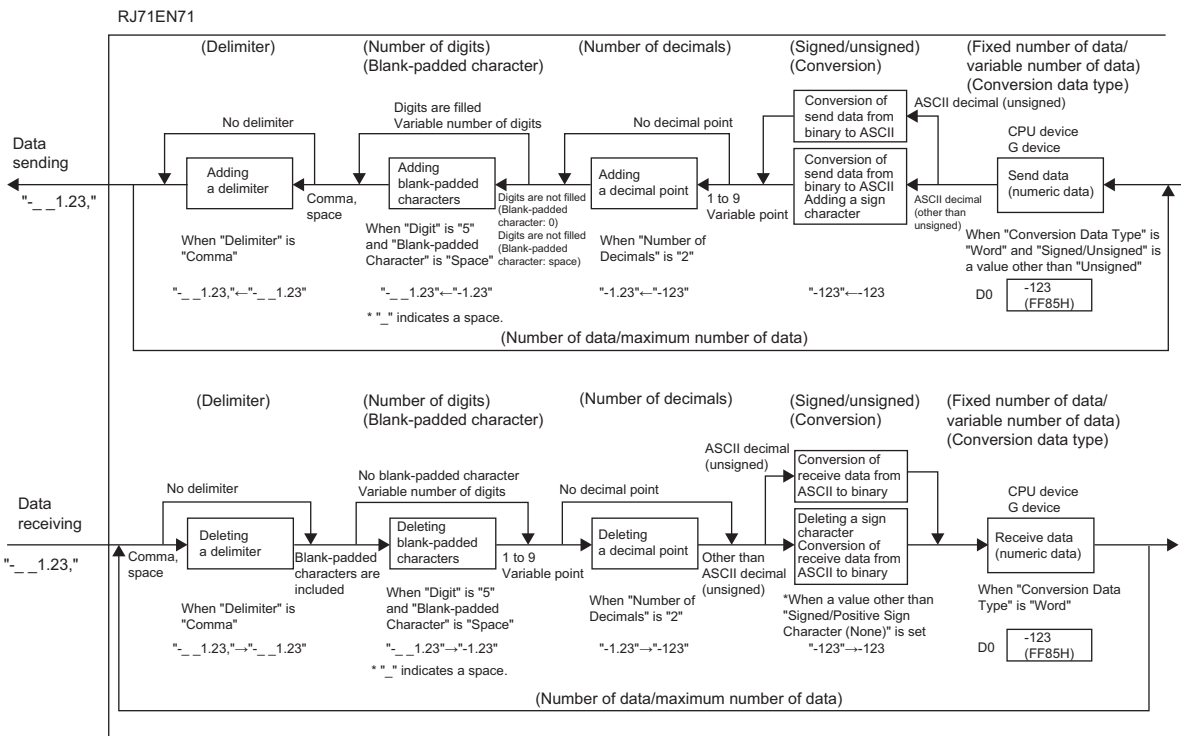 RJ71EN71
(Delimiter)
(Number of digits)
(Blank-padded character)
(Number of decimals)
(Signed/unsigned)
(Conversion)
(Fixed number of data/
variable number of data)
(Conversion data type)
Data
sending
"-_ _1.23,"
No delimiter
Adding
a delimiter
Comma,
space
When "Delimiter" is
"Comma"
"-_ _1.23,"←"-_ _1.23"
Digits are filled
Variable number of digits
Adding
blank-padded
characters
Digits are not filled
(Blank-padded
character: 0)
Digits are not filled
(Blank-padded
character: space)
When "Digit" is "5"
and "Blank-padded
Character" is "Space"
"-_ _1.23"←"-1.23"
* "_" indicates a space.
No decimal point
Adding
a decimal point
1 to 9
Variable point
When "Number of
Decimals" is "2"
"-1.23"←"-123"
Conversion of
send data from
binary to ASCII
Conversion of
send data from
binary to ASCII
Adding a sign
character
"-123"←-123
ASCII decimal (unsigned)
ASCII decimal
(other than
unsigned)
CPU device
G device
Send data
(numeric data)
When "Conversion Data Type" is
"Word" and "Signed/Unsigned" is
a value other than "Unsigned"
D0
-123
(FF85H)
(Number of data/maximum number of data)
(Delimiter)
(Number of digits)
(Blank-padded character)
(Number of decimals)
(Signed/unsigned)
(Conversion)
(Fixed number of data/
variable number of data)
(Conversion data type)
Data
receiving
"-_ _1.23,"
No delimiter
Comma,
space
Deleting
a delimiter
When "Delimiter" is
"Comma"
"-_ _1.23,"→"-_ _1.23"
No blank-padded character
Variable number of digits
Blank-padded
characters are
included
Deleting
blank-padded
characters
When "Digit" is "5"
and "Blank-padded
Character" is "Space"
"-_ _1.23"→"-1.23"
* "_" indicates a space.
No decimal point
1 to 9
Variable point
Deleting
a decimal point
When "Number of
Decimals" is "2"
"-1.23"→"-123"
ASCII decimal
(unsigned)
Other than
ASCII decimal
(unsigned)
Conversion of
receive data from
ASCII to binary
Deleting a sign
character
Conversion of
receive data from
ASCII to binary
*When a value other than
"Signed/Positive Sign
Character (None)" is set
"-123"→-123
CPU device
G device
Receive data
(numeric data)
When "Conversion Data
Type" is "Word"
D0
-123
(FF85H)
(Number of data/maximum number of data)